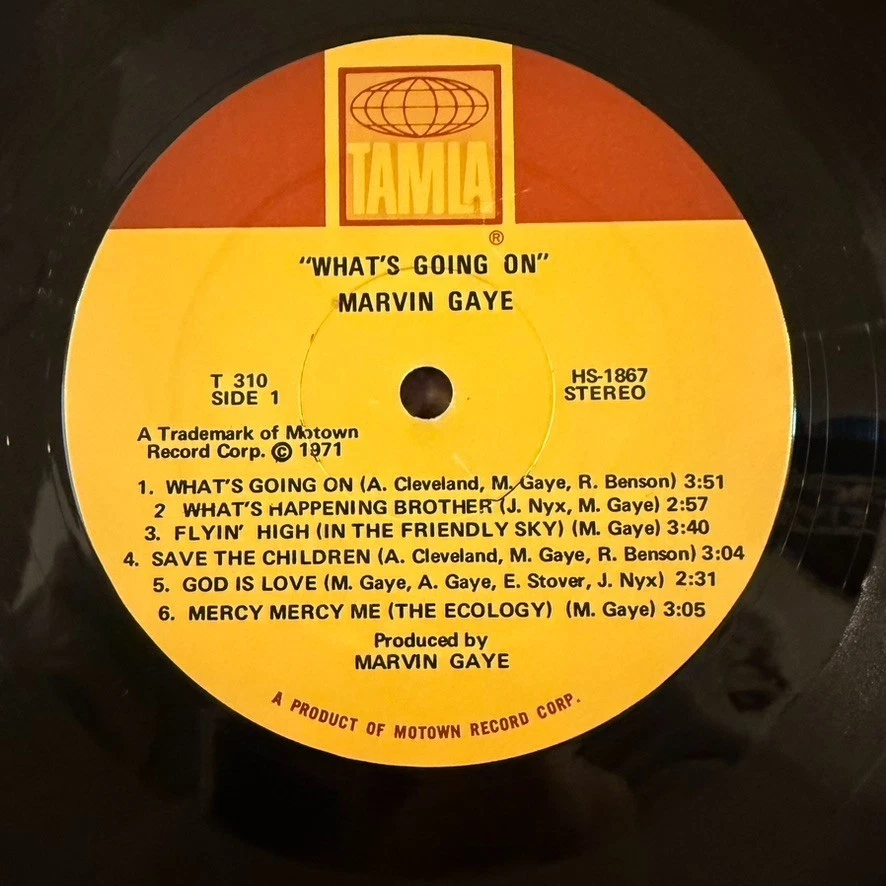 TAMLA
®
"WHAT'S GOING ON"
MARVIN GAYE
T 310
SIDE 1
HS-1867
STEREO
A Trademark of Motown
Record Corp. © 1971
1. WHAT'S GOING ON (A. Cleveland, M. Gaye, R. Benson) 3:51
2 WHAT'S HAPPENING BROTHER (J. Nyx, M. Gaye) 2:57
3. FLYIN' HIGH (IN THE FRIENDLY SKY) (M. Gaye) 3:40
4. SAVE THE CHILDREN (A. Cleveland, M. Gaye, R. Benson) 3:04
5. GOD IS LOVE (M. Gaye, A. Gaye, E. Stover, J. Nyx) 2:31
6. MERCY MERCY ME (THE ECOLOGY) (M. Gaye) 3:05
Produced by
MARVIN GAYE
A PRODUCT OF MOTOWN RECORD CORP.